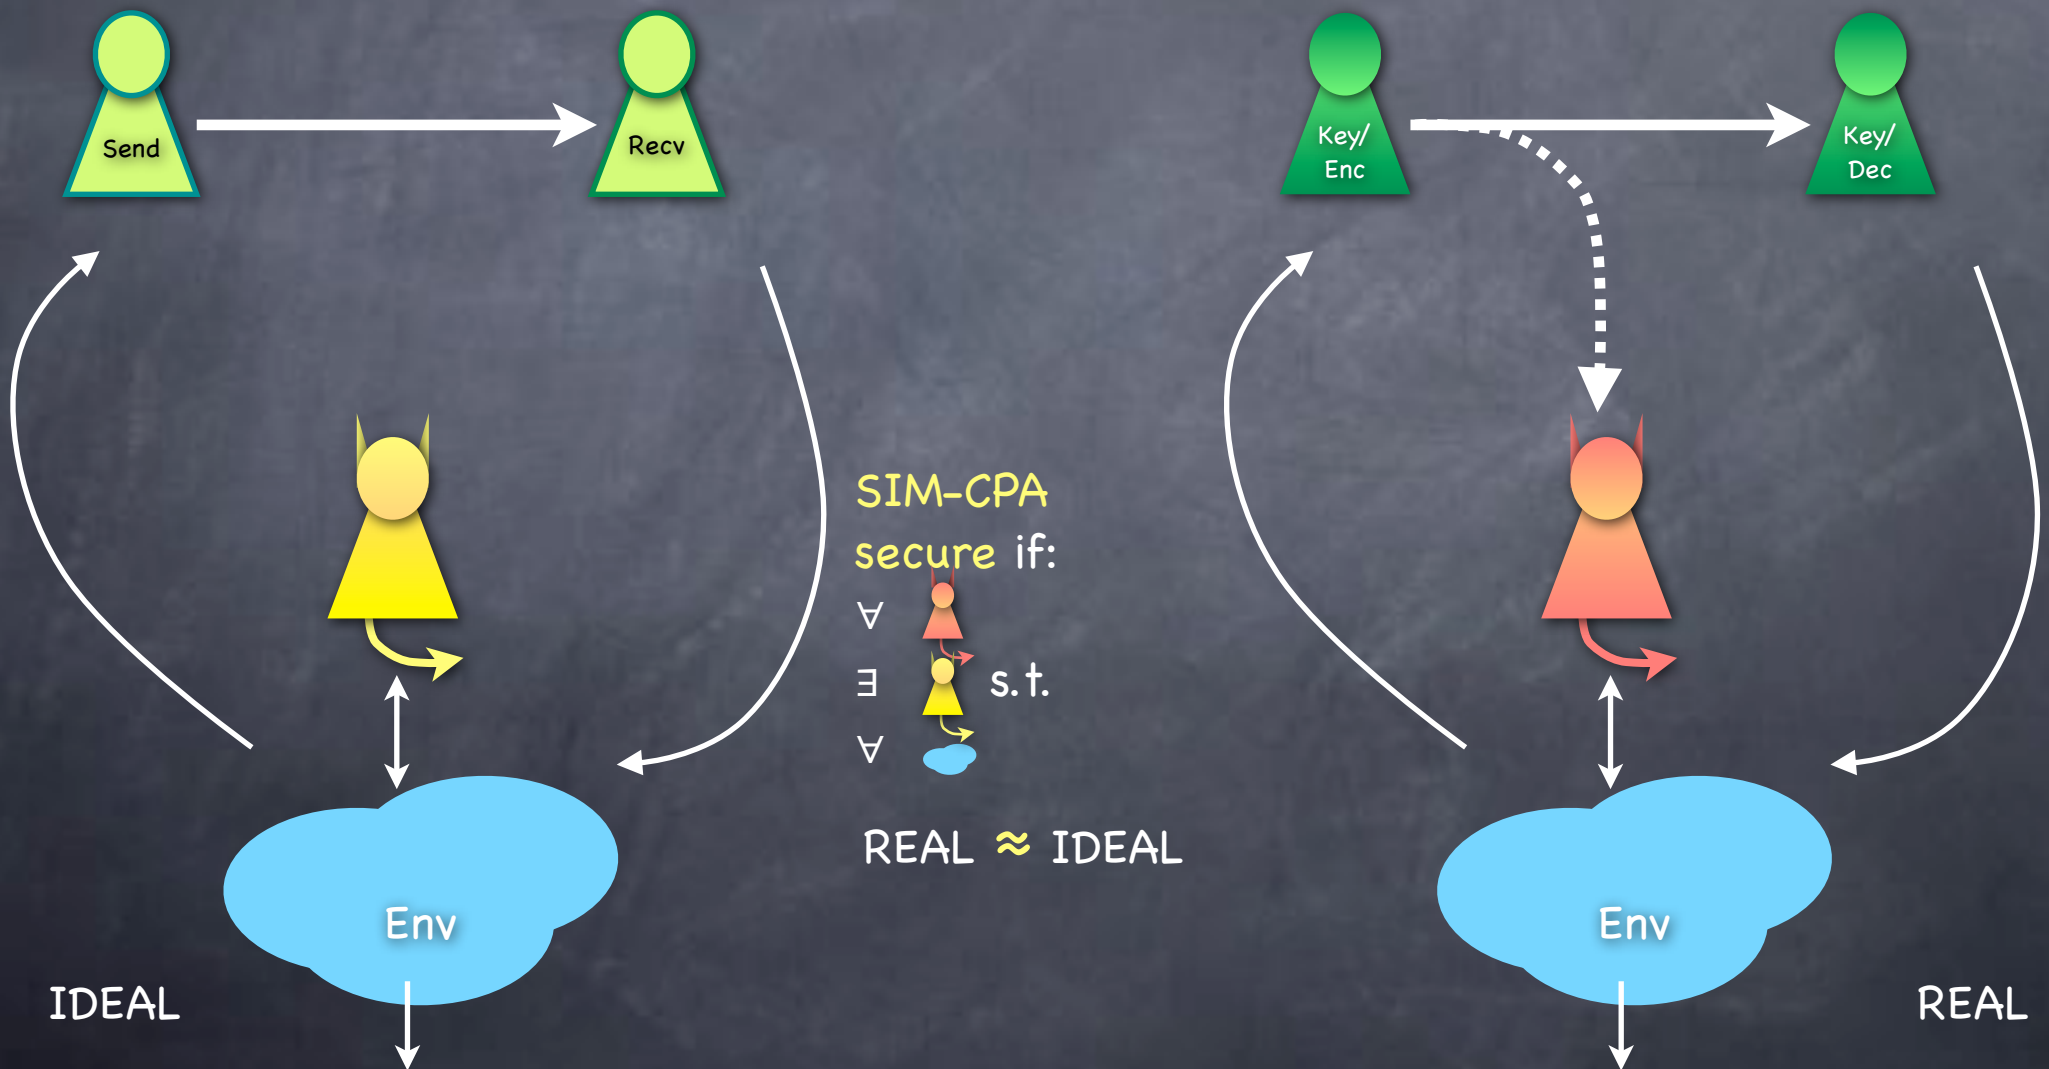 Send
Recv
Key/
Enc
Key/
Dec
SIM-CPA
secure if:
∀
∃ s.t.
∀
REAL ≈ IDEAL
Env
Env
IDEAL
REAL